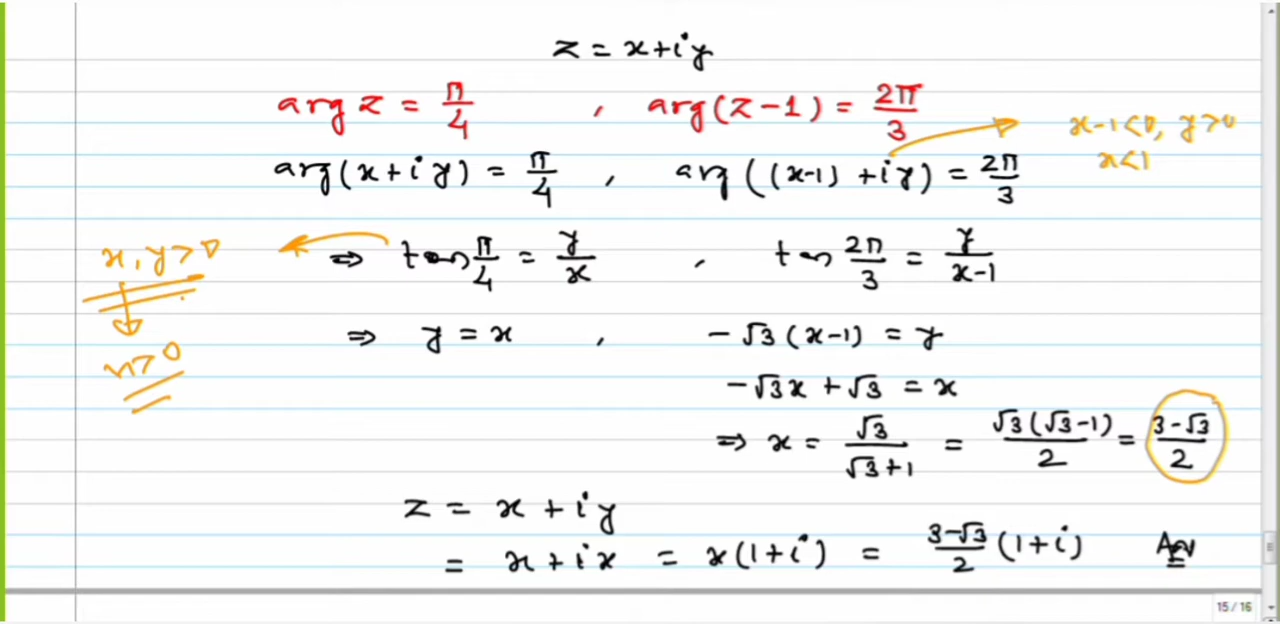 z = x+iy
arg z = π/4 , arg(z-1) = 2π/3
x-1<0, y>0
x<1
arg(x+iy) = π/4 , arg((x-1) +iy) = 2π/3
x, y>0
⇒ tan π/4 = y/x , tan 2π/3 = y/(x-1)
x>0
⇒ y = x , -√3(x-1) = y
-√3x + √3 = x
⇒ x = √3/(√3+1) = √3(√3-1)/2 = (3-√3)/2
z = x + iy
= x + ix = x(1+i) = (3-√3)/2 (1+i) Ans
15 / 16